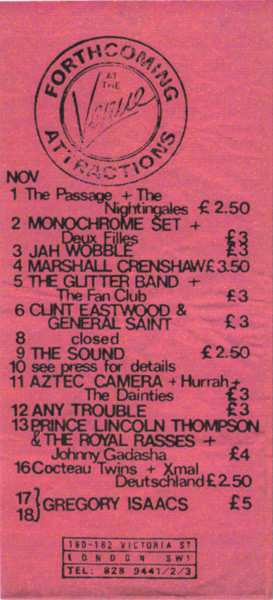 FORTHCOMING
AT
THE
Venue
ATTRACTIONS
NOV
1 The Passage + The
Nightingales £2.50
2 MONOCHROME SET +
Deux Filles £3
3 JAH WOBBLE £3
4 MARSHALL CRENSHAW £3.50
5 THE GLITTER BAND +
The Fan Club £3
6 CLINT EASTWOOD &
GENERAL SAINT £3
8 closed
9 THE SOUND £2.50
10 see press for details
11 AZTEC CAMERA + Hurrah +
The Dainties £3
12 ANY TROUBLE £3
13 PRINCE LINCOLN THOMPSON
& THE ROYAL RASSES +
Johnny Gadasha £4
16 Cocteau Twins + Xmal
Deutschland £2.50
17
18} GREGORY ISAACS £5
160-162 VICTORIA ST
LONDON SW1
TEL: 828 9441/2/3